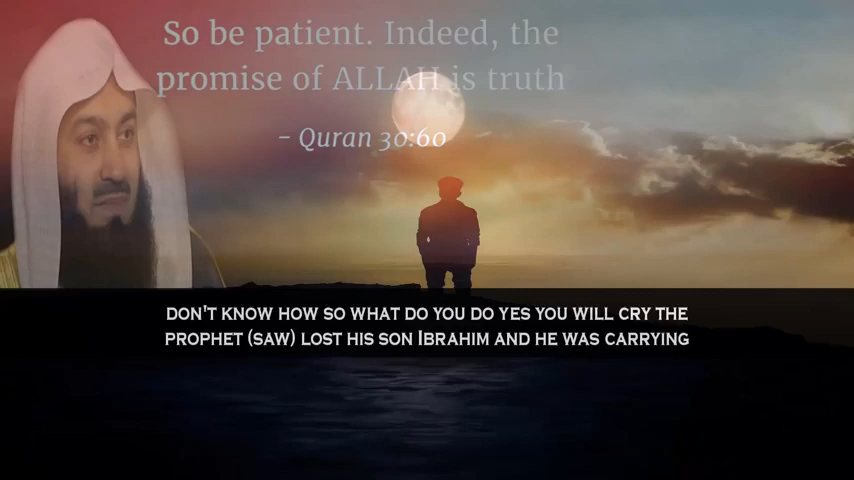 So be patient. Indeed, the
promise of ALLAH is truth
- Quran 30:60
DON'T KNOW HOW SO WHAT DO YOU DO YES YOU WILL CRY THE
PROPHET (SAW) LOST HIS SON IBRAHIM AND HE WAS CARRYING